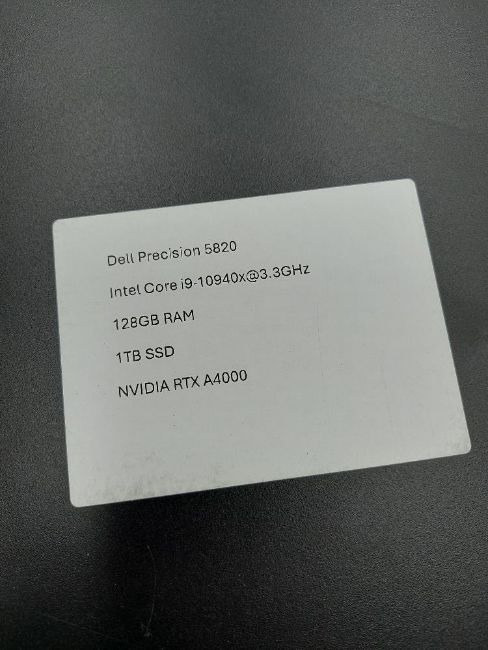 Dell Precision 5820
Intel Core i9-10940x@3.3GHz
128GB RAM
1TB SSD
NVIDIA RTX A4000